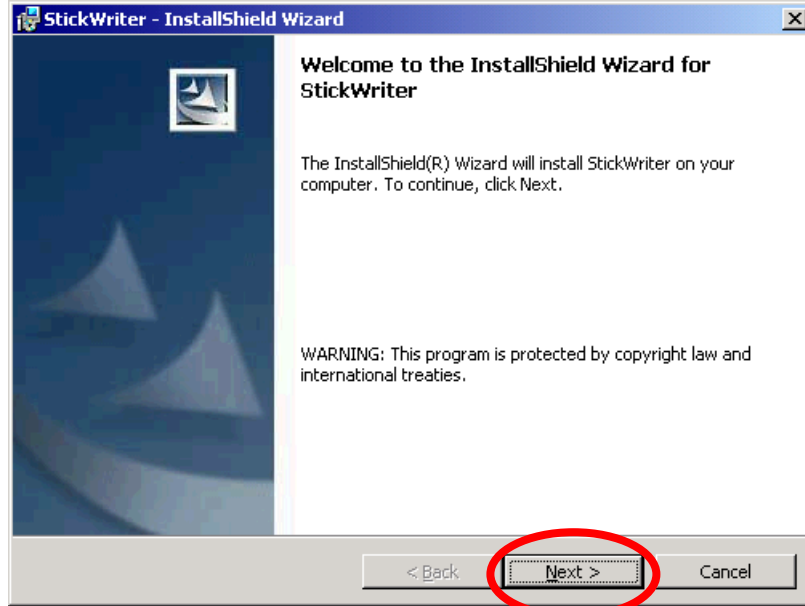 StickWriter - InstallShield Wizard
Welcome to the InstallShield Wizard for
StickWriter
The InstallShield(R) Wizard will install StickWriter on your
computer. To continue, click Next.
WARNING: This program is protected by copyright law and
international treaties.
< Back
Next >
Cancel